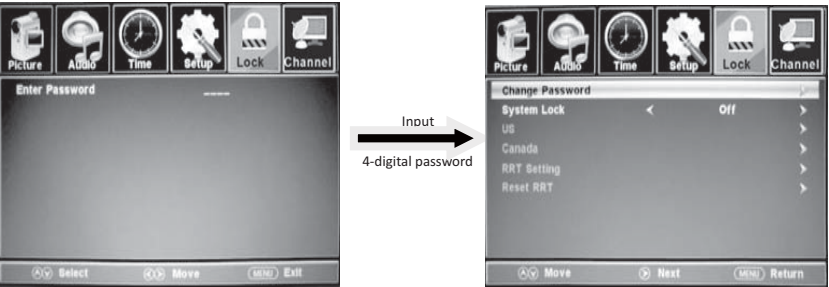 Picture Audio Time Setup Lock Channel
Enter Password ____
Select Move MENU Exit
Input
4-digital password
Picture Audio Time Setup Lock Channel
Change Password
System Lock Off
US
Canada
RRT Setting
Reset RRT
Move Next MENU Return